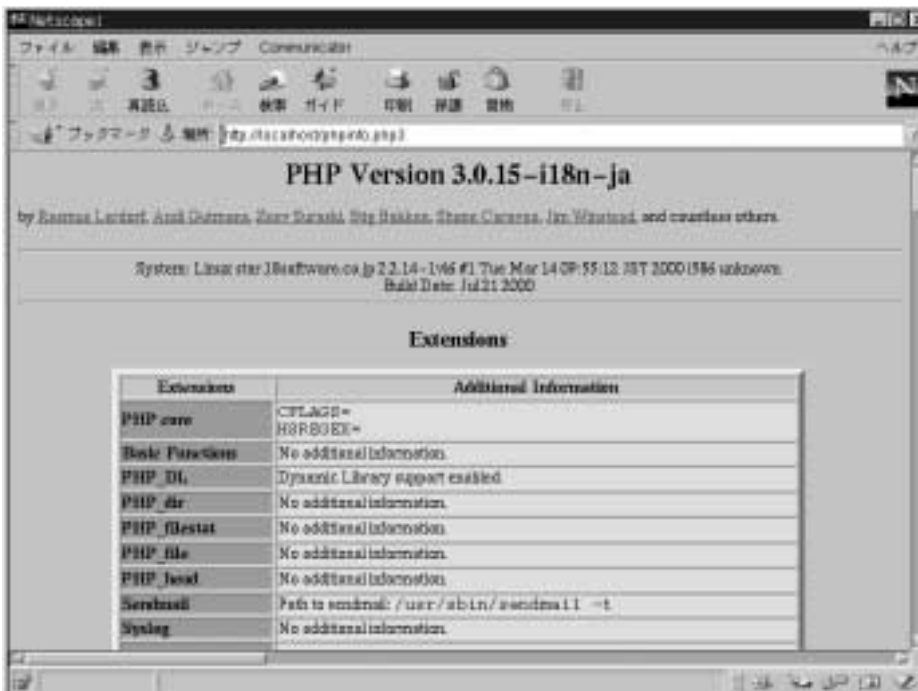 Netscape:
ファイル 編集 表示 ジャンプ Communicator ヘルプ
再読込 検索 ガイド 印刷 保護
ブックマーク 場所: http://localhost/phpinfo.php3
PHP Version 3.0.15-i18n-ja
by Rasmus Lerdorf, Andi Gutmans, Zeev Suraski, Stig Bakken, Shane Caraveo, Jim Winstead, and countless others.
System: Linux star 2.2.14-1vl6 #1 Tue Mar 14 09:55:12 JST 2000 i586 unknown
Build Date: Jul 21 2000
Extensions
Extensions Additional Information
PHP core CFLAGS=
HSREGEX=
Basic Functions No additional information.
PHP_DL Dynamic Library support enabled.
PHP_dir No additional information.
PHP_filestat No additional information.
PHP_file No additional information.
PHP_head No additional information.
Sendmail Path to sendmail: /usr/sbin/sendmail -t
Syslog No additional information.